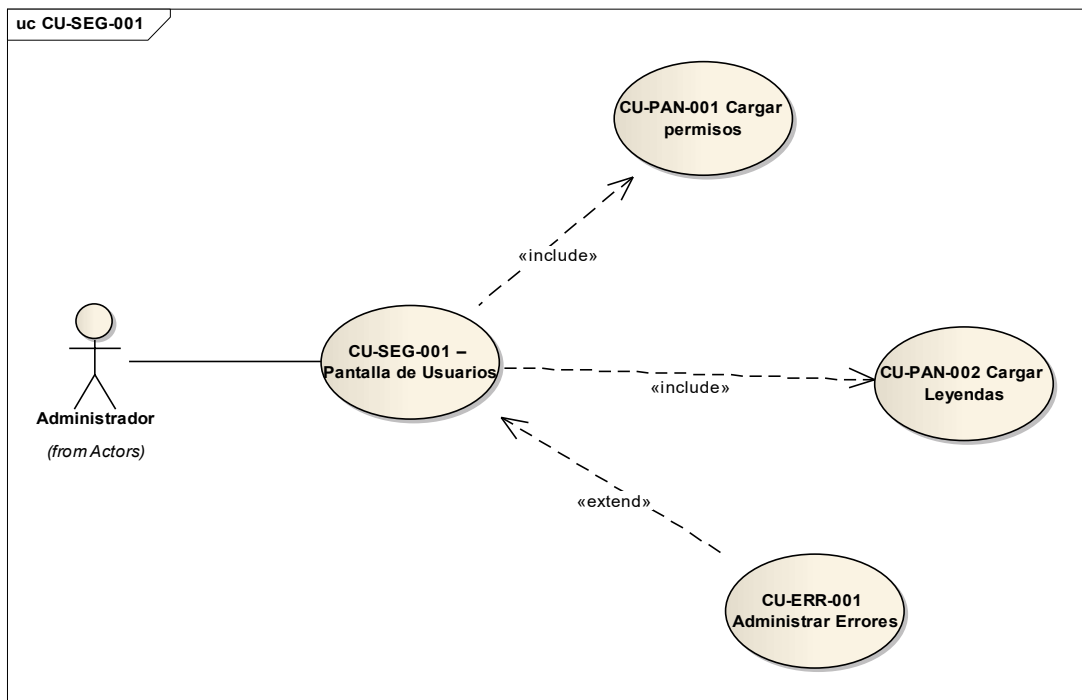 uc CU-SEG-001
CU-PAN-001 Cargar
permisos
«include»
CU-SEG-001 –
Pantalla de Usuarios
CU-PAN-002 Cargar
Leyendas
«include»
Administrador
(from Actors)
«extend»
CU-ERR-001
Administrar Errores